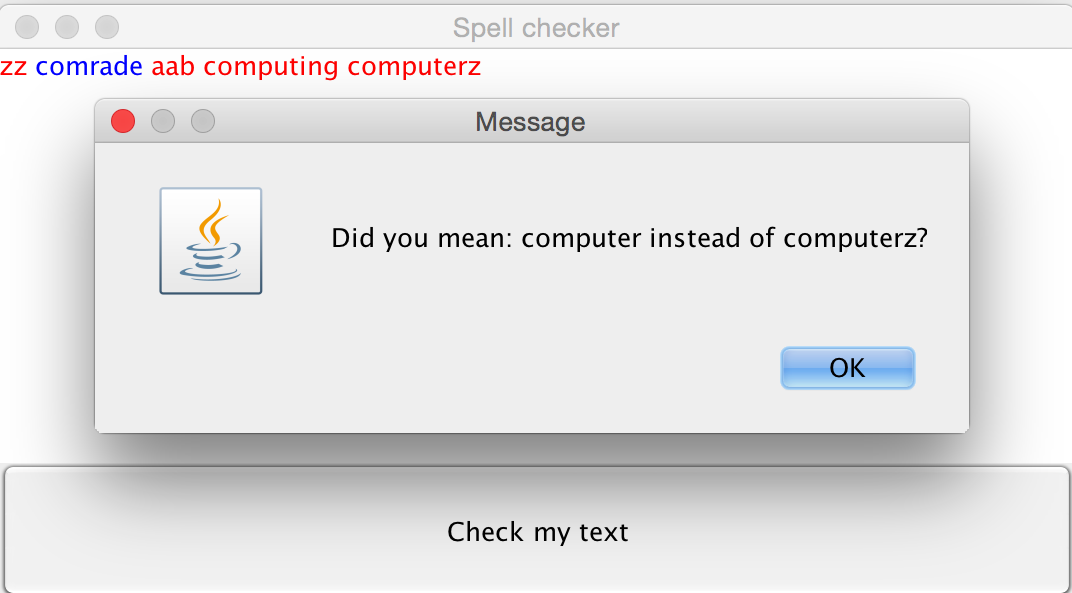 Spell checker
zz comrade aab computing computerz
Message
Did you mean: computer instead of computerz?
OK
Check my text